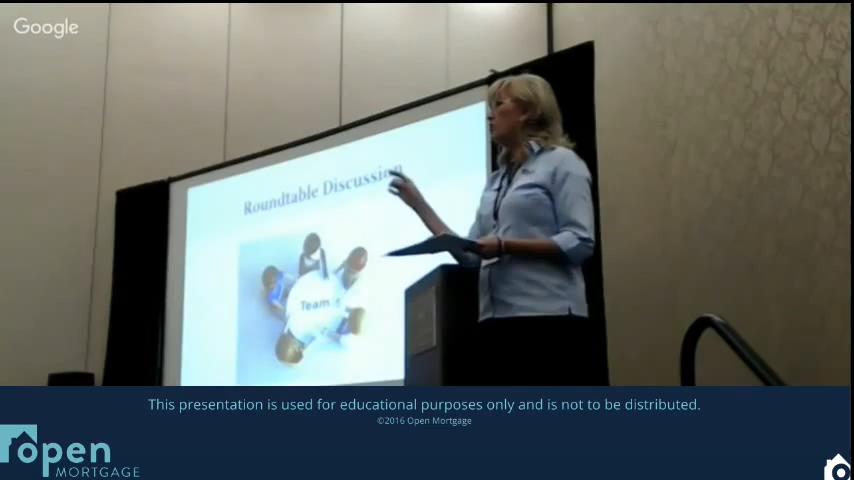 Google
Roundtable Discussion
Team
This presentation is used for educational purposes only and is not to be distributed.
©2016 Open Mortgage
open
MORTGAGE